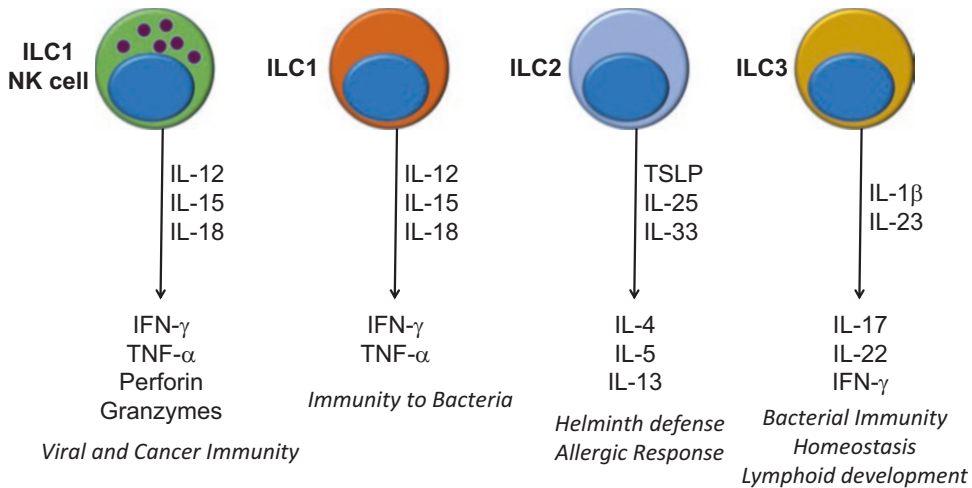 ILC1
NK cell
IL-12
IL-15
IL-18
IFN-γ
TNF-α
Perforin
Granzymes
Viral and Cancer Immunity
ILC1
IL-12
IL-15
IL-18
IFN-γ
TNF-α
Immunity to Bacteria
ILC2
TSLP
IL-25
IL-33
IL-4
IL-5
IL-13
Helminth defense
Allergic Response
ILC3
IL-1β
IL-23
IL-17
IL-22
IFN-γ
Bacterial Immunity
Homeostasis
Lymphoid development